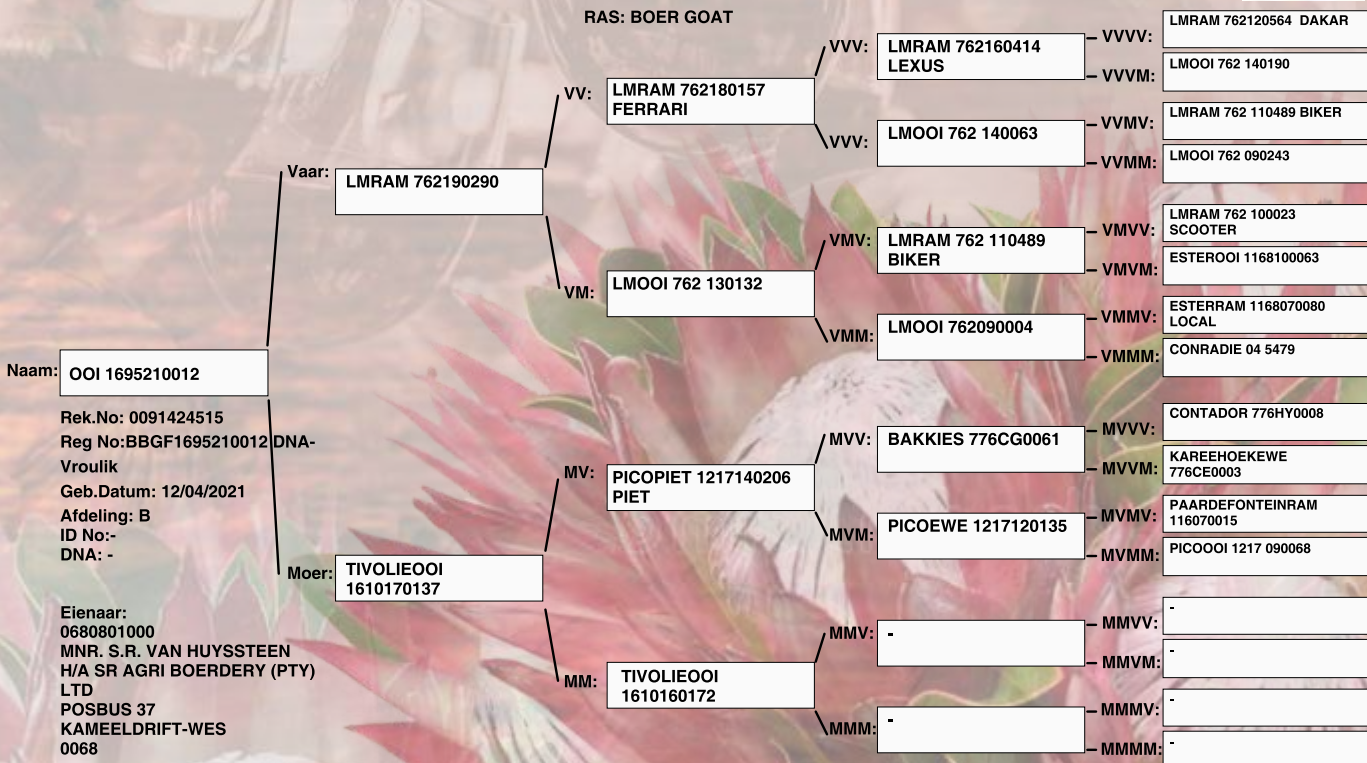 RAS: BOER GOAT
Naam: OOI 1695210012
Rek.No: 0091424515
Reg No:BBGF1695210012 DNA-
Vroulik
Geb.Datum: 12/04/2021
Afdeling: B
ID No:-
DNA: -
Eienaar:
0680801000
MNR. S.R. VAN HUYSSTEEN
H/A SR AGRI BOERDERY (PTY)
LTD
POSBUS 37
KAMEELDRIFT-WES
0068
Vaar: LMRAM 762190290
Moer: TIVOLIEOOI
1610170137
VV: LMRAM 762180157
FERRARI
VM: LMOOI 762 130132
MV: PICOPIET 1217140206
PIET
MM: TIVOLIEOOI
1610160172
VVV: LMRAM 762160414
LEXUS
VVV: LMOOI 762 140063
VMV: LMRAM 762 110489
BIKER
VMM: LMOOI 762090004
MVV: BAKKIES 776CG0061
MVM: PICOEWE 1217120135
MMV: -
MMM: -
VVVV: LMRAM 762120564 DAKAR
VVVM: LMOOI 762 140190
VVMV: LMRAM 762 110489 BIKER
VVMM: LMOOI 762 090243
VMVV: LMRAM 762 100023
SCOOTER
VMVM: ESTEROOI 1168100063
VMMV: ESTERRAM 1168070080
LOCAL
VMMM: CONRADIE 04 5479
MVVV: CONTADOR 776HY0008
MVVM: KAREEHOEKEWE
776CE0003
MVMV: PAARDEFONTEINRAM
116070015
MVMM: PICOOOI 1217 090068
MMVV: -
MMVM: -
MMMV: -
MMMM: -